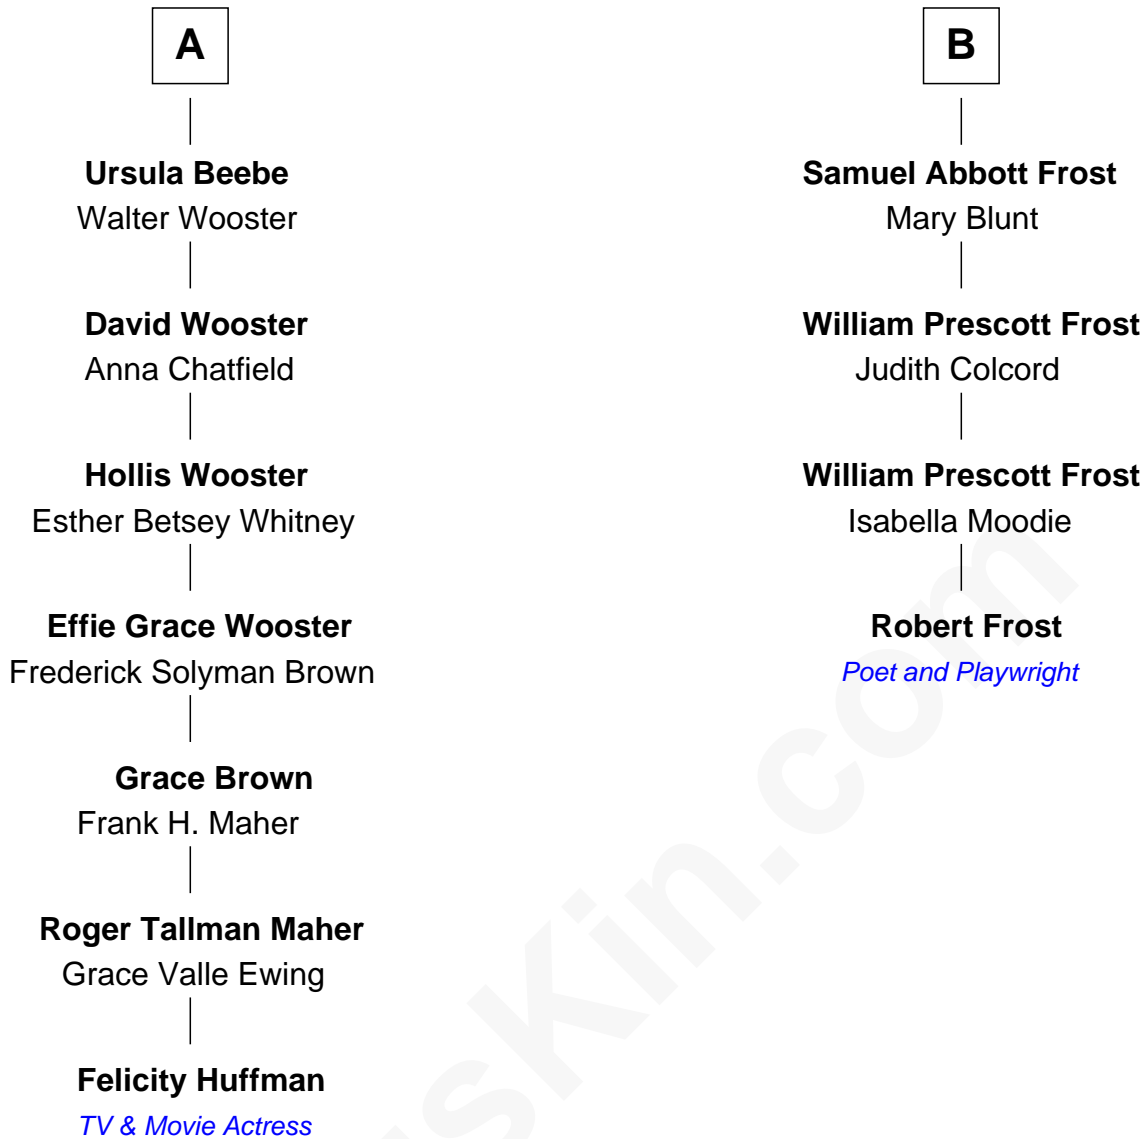 A
Ursula Beebe
Walter Wooster
David Wooster
Anna Chatfield
Hollis Wooster
Esther Betsey Whitney
Effie Grace Wooster
Frederick Solyman Brown
Grace Brown
Frank H. Maher
Roger Tallman Maher
Grace Valle Ewing
Felicity Huffman
TV & Movie Actress
B
Samuel Abbott Frost
Mary Blunt
William Prescott Frost
Judith Colcord
William Prescott Frost
Isabella Moodie
Robert Frost
Poet and Playwright
sKin.com